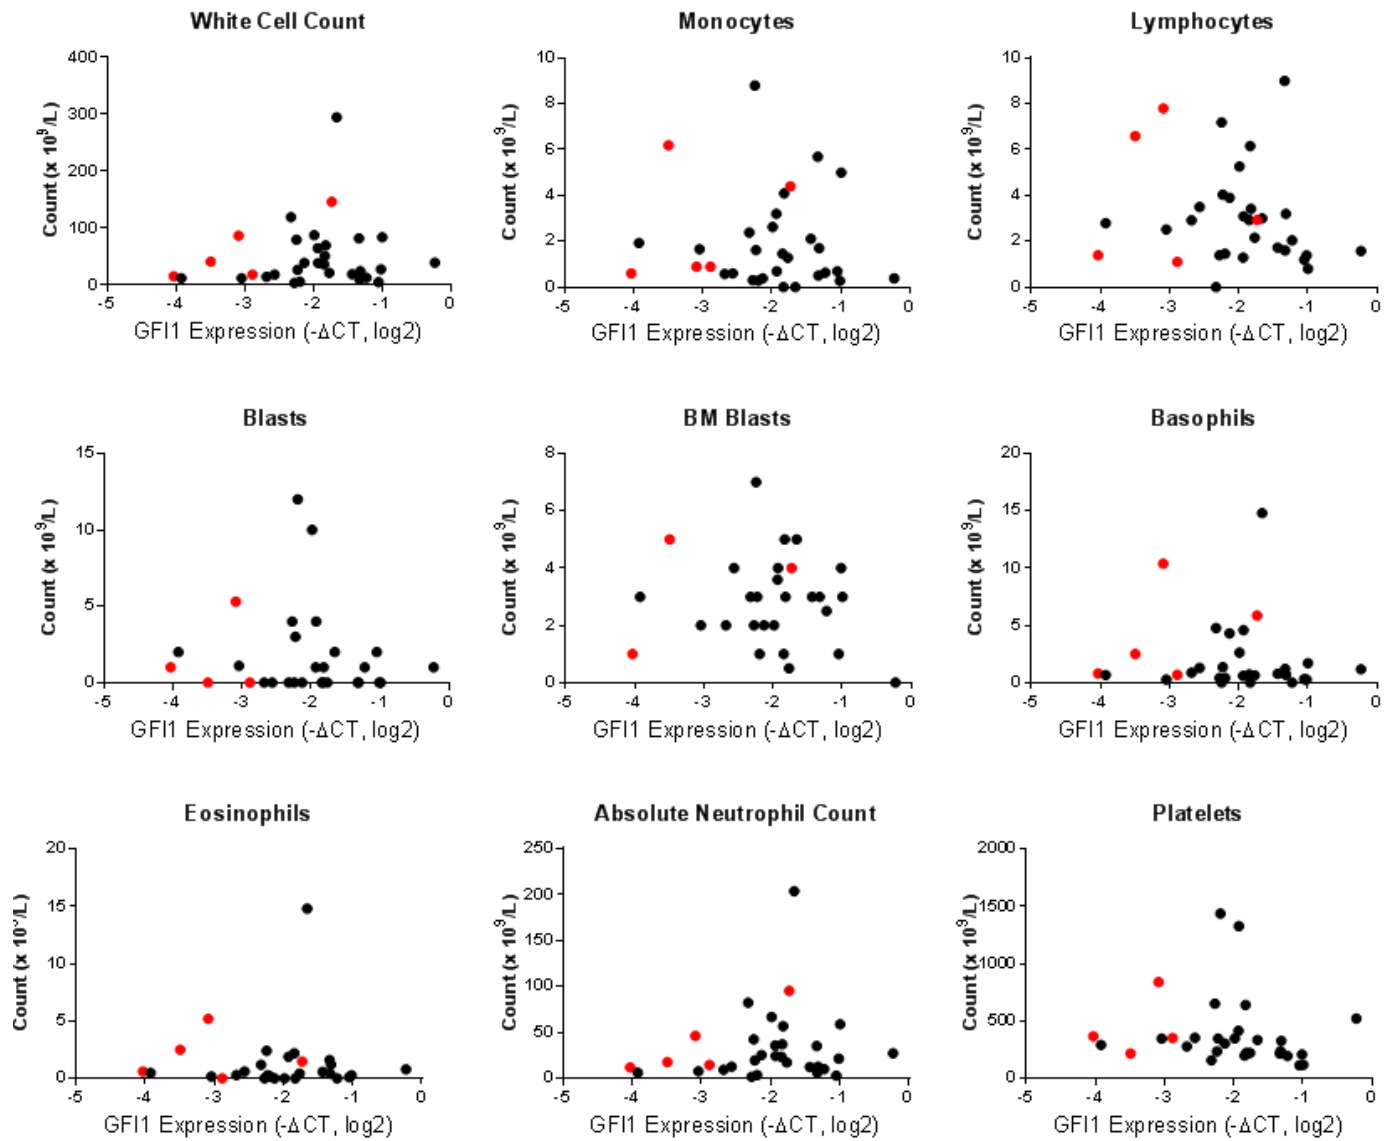 White Cell Count
Monocytes
Lymphocytes
400
300
200
100
0
Count (x 10⁹/L)
-5 -4 -3 -2 -1 0
GFI1 Expression (-ΔCT, log2)
10
8
6
4
2
0
Count (x 10⁹/L)
-5 -4 -3 -2 -1 0
GFI1 Expression (-ΔCT, log2)
10
8
6
4
2
0
Count (x 10⁹/L)
-5 -4 -3 -2 -1 0
GFI1 Expression (-ΔCT, log2)
Blasts
BM Blasts
Basophils
15
10
5
0
Count (x 10⁹/L)
-5 -4 -3 -2 -1 0
GFI1 Expression (-ΔCT, log2)
8
6
4
2
0
Count (x 10⁹/L)
-5 -4 -3 -2 -1 0
GFI1 Expression (-ΔCT, log2)
20
15
10
5
0
Count (x 10⁹/L)
-5 -4 -3 -2 -1 0
GFI1 Expression (-ΔCT, log2)
Eosinophils
Absolute Neutrophil Count
Platelets
20
15
10
5
0
Count (x 10⁹/L)
-5 -4 -3 -2 -1 0
GFI1 Expression (-ΔCT, log2)
250
200
150
100
50
0
Count (x 10⁹/L)
-5 -4 -3 -2 -1 0
GFI1 Expression (-ΔCT, log2)
2000
1500
1000
500
0
Count (x 10⁹/L)
-5 -4 -3 -2 -1 0
GFI1 Expression (-ΔCT, log2)